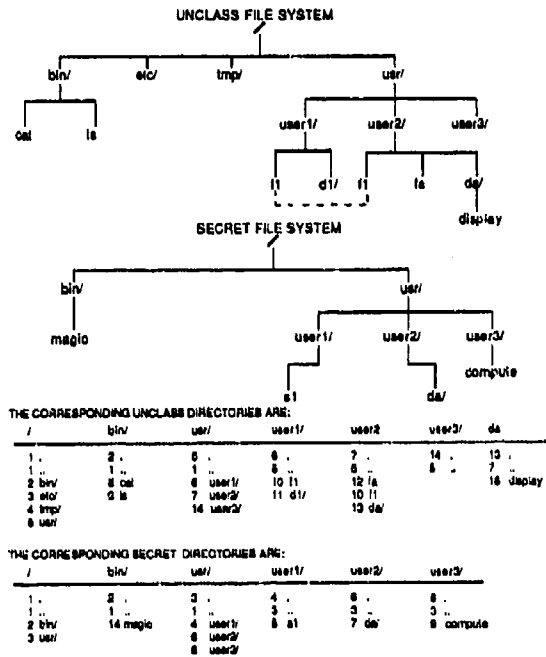 UNCLASS FILE SYSTEM
/
bin/ etc/ tmp/ usr/
user1/ user2/ user3/
cat ls
f1 d1/ f1 fa da/
display
SECRET FILE SYSTEM
/
bin/ usr/
magic user1/ user2/ user3/
compute
s1 da/
THE CORRESPONDING UNCLASS DIRECTORIES ARE:
/ bin/ usr/ user1/ user2 user3/ da
1 . 2 . 5 . 6 . 7 . 14 . 13 .
1 .. 1 .. 1 .. 5 .. 5 .. 5 .. 7 ..
2 bin/ 8 cat 6 user1/ 10 f1 12 fa 15 display
3 etc/ 9 ls 7 user2/ 11 d1/ 10 f1
4 tmp/ 14 user3/ 13 da/
5 usr/
THE CORRESPONDING SECRET DIRECTORIES ARE:
/ bin/ usr/ user1/ user2/ user3/
1 . 2 . 3 . 4 . 6 .
1 .. 1 .. 1 .. 3 .. 3 .. 3 ..
2 bin/ 14 magic 4 user1/ 5 s1 7 da/ 9 compute
3 usr/ 6 user2/
user3/